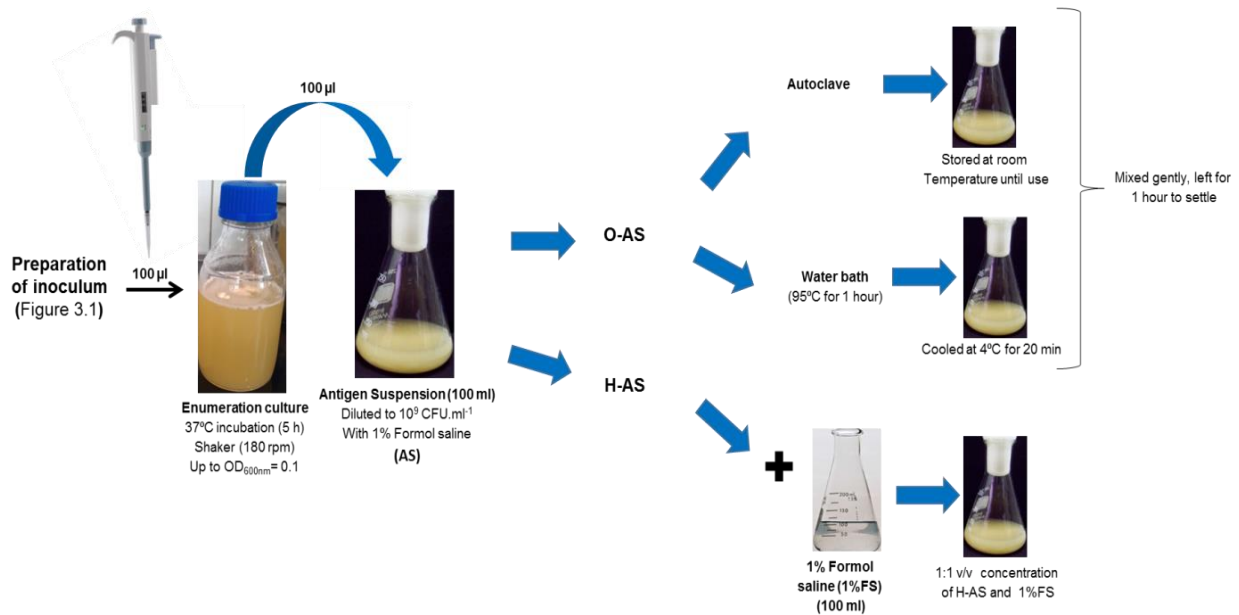 100 µl
Preparation
of inoculum
(Figure 3.1)
100 µl
Enumeration culture
37ºC incubation (5 h)
Shaker (180 rpm)
Up to OD600nm= 0.1
Antigen Suspension (100 ml)
Diluted to 10⁹ CFU.ml⁻¹
With 1% Formol saline
(AS)
O-AS
H-AS
Autoclave
Stored at room
Temperature until use
Water bath
(95ºC for 1 hour)
Cooled at 4ºC for 20 min
Mixed gently, left for
1 hour to settle
1% Formol
saline (1%FS)
(100 ml)
1:1 v/v concentration
of H-AS and 1%FS